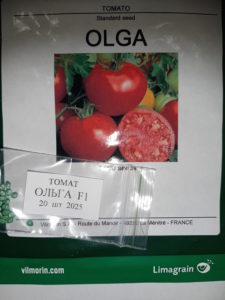 TOMATO
Standard seed
OLGA
ТОМАТ
ОЛЬГА F1
20 шт 2025
Route du Manoir
FRANCE
vilmorin.com
Limagrain